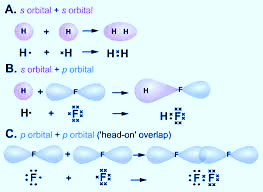 A. s orbital + s orbital
H + H → H H
H• + ×H → H×H
B. s orbital + p orbital
H + F → H F
H• + ×F → H×F
C. p orbital + p orbital ('head-on' overlap)
F + F → F F
F + ×F → F×F